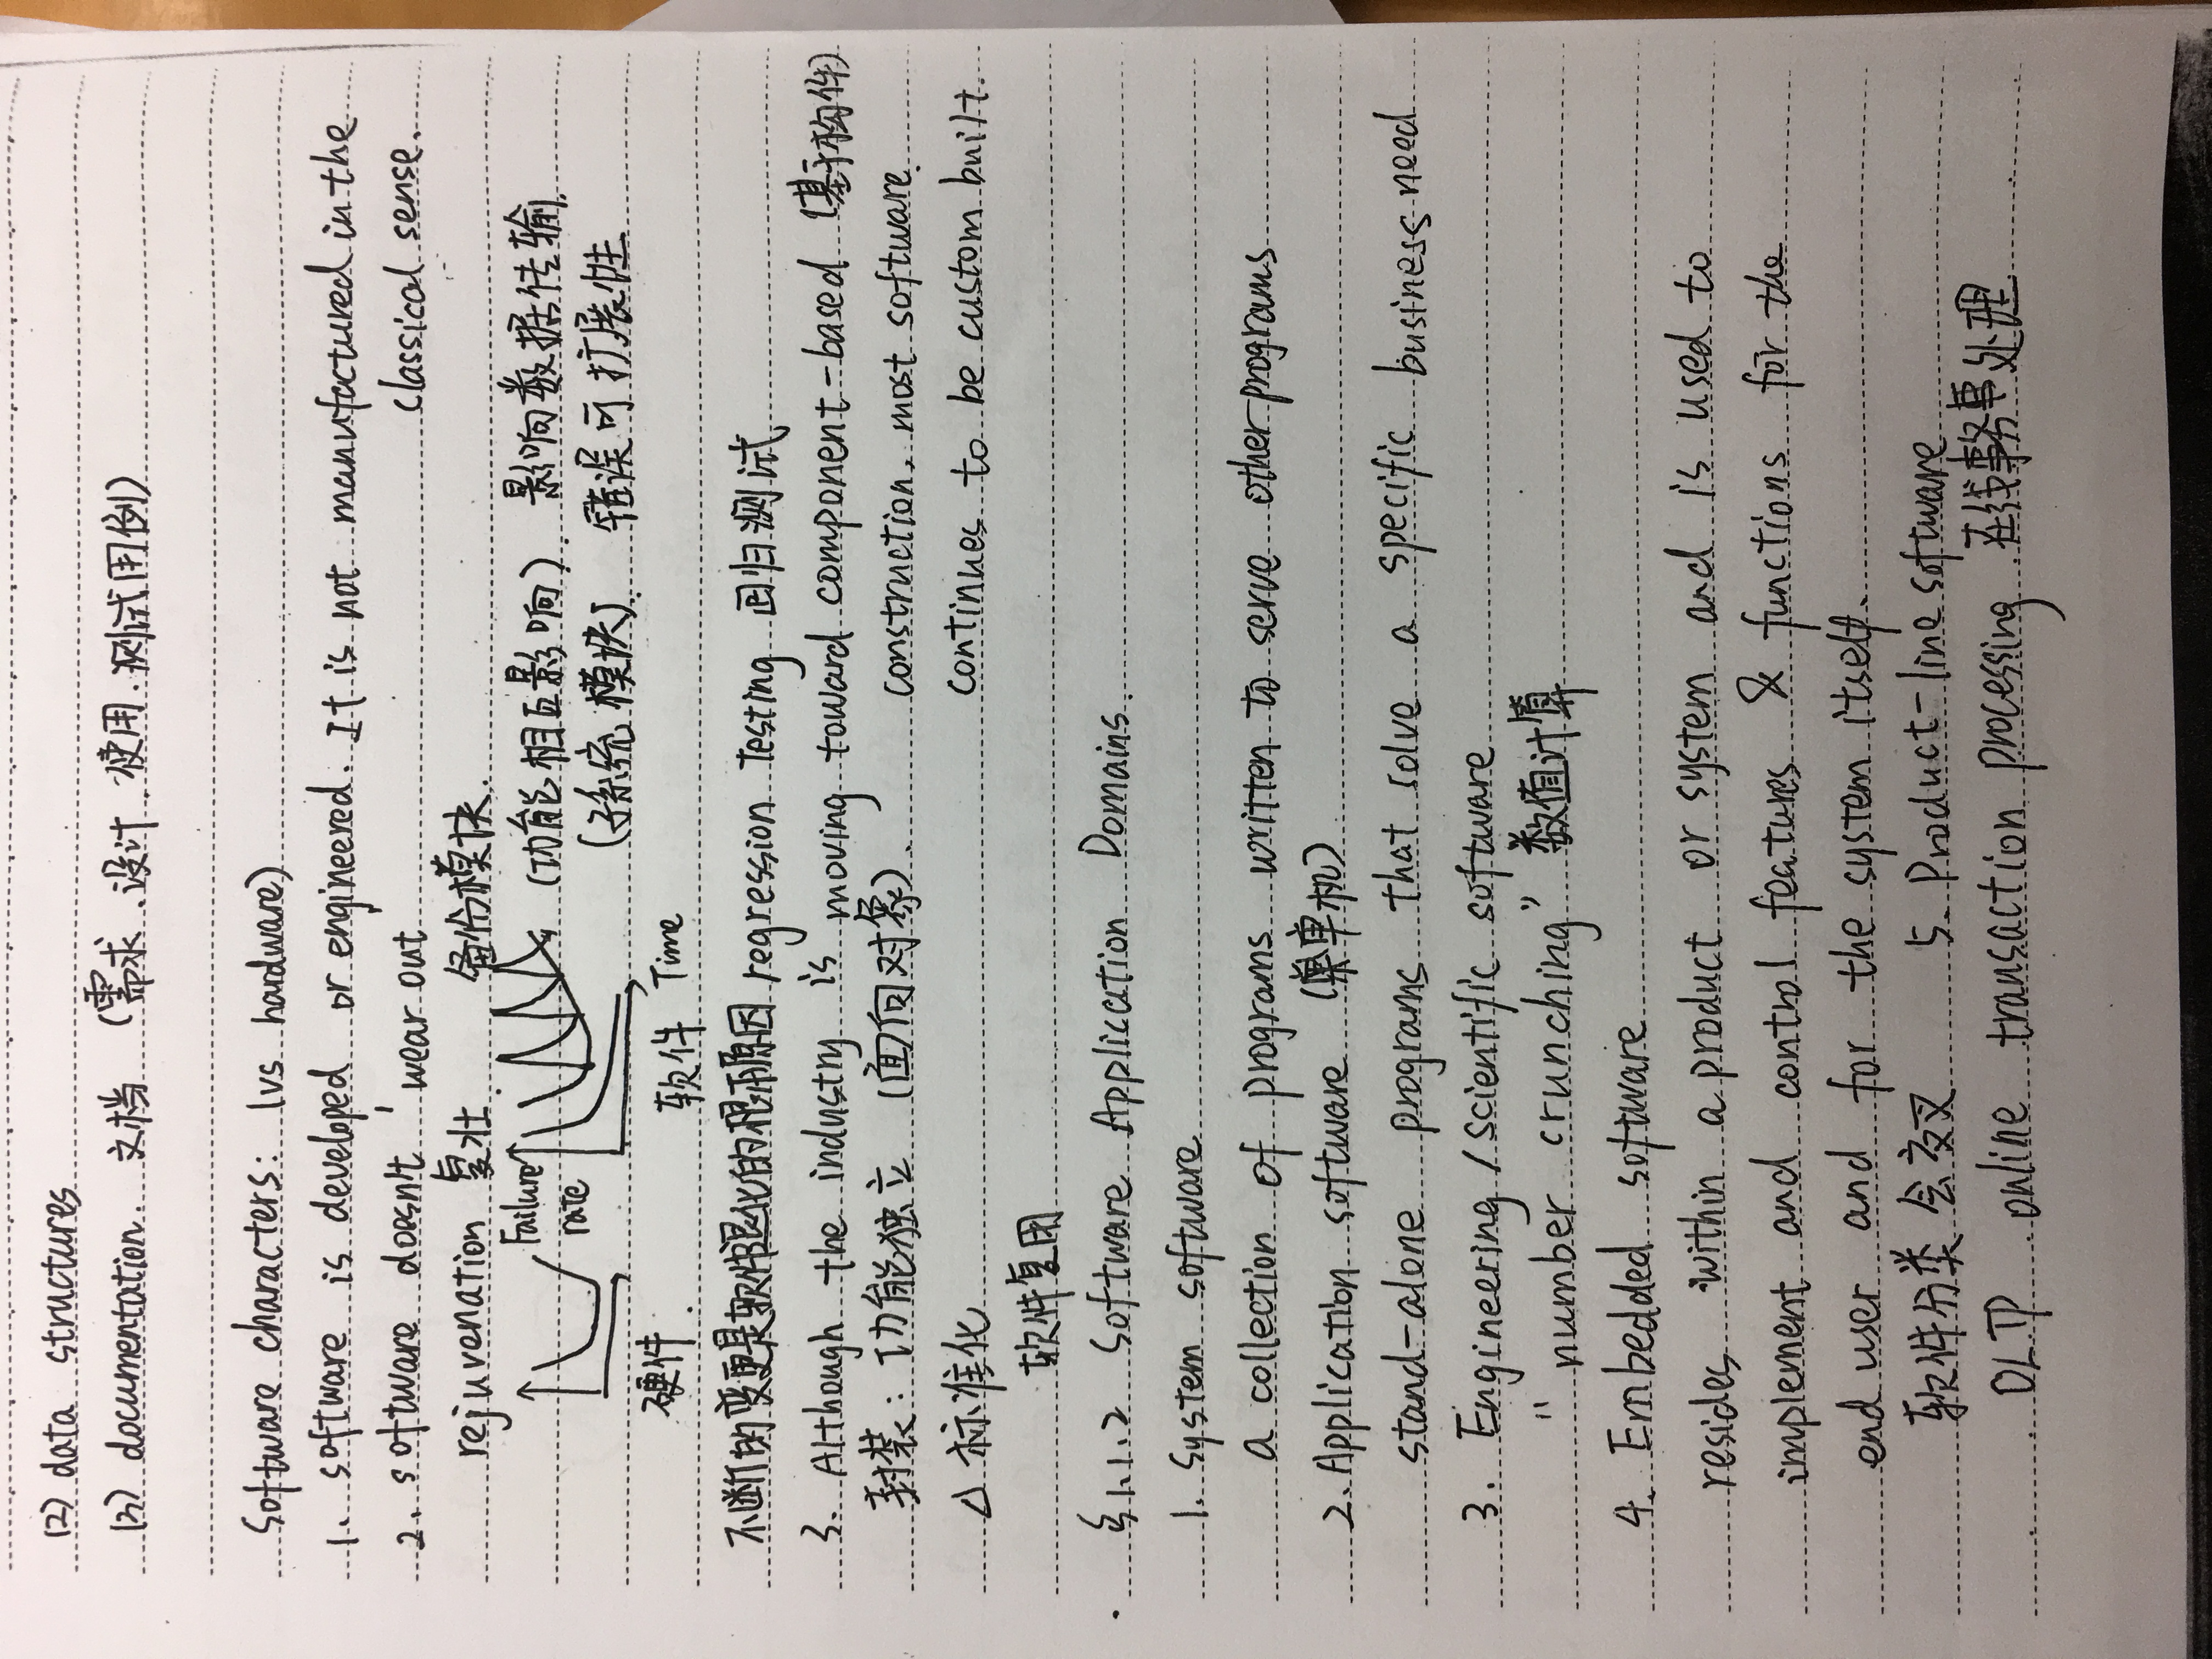 (2) data structures
(3) documentation. 文档 (需求、设计、使用、测试用例)
Software characters: (vs hardware)
1. software is developed or engineered. It is not manufactured in the
classical sense.
2. software doesn't 'wear out'
rejuvenation 复壮. 备份模块.
Failure rate
(功能相互影响). 影响数据传输.
(子系统 模块). 错误可扩展性
硬件. 软件 Time
不断的变更是软件退化的根本原因 regression Testing 回归测试
3. Although the industry is moving toward component-based (基于构件)
construction, most software
continues to be custom built.
封装: 功能独立 (面向对象).
△ 标准化
软件复用
§1.1.2 Software Application Domains.
1. System software
a collection of programs written to serve other programs
2. Application software (单机)
stand-alone programs that solve a specific business need
3. Engineering / Scientific software
"number crunching" 数值计算
4. Embedded software
resides within a product or system and is used to
implement and control features & functions for the
end user and for the system itself.
软件分类 会交叉 5. Product-line software
OLTP online transaction processing 在线事务处理